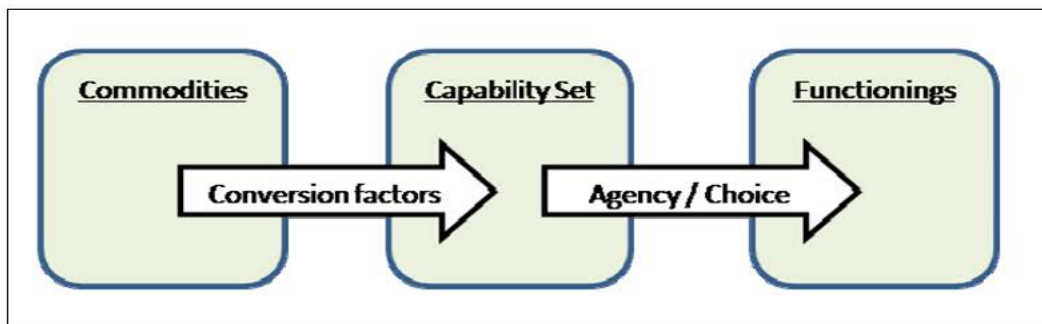 Commodities
Capability Set
Functionings
Conversion factors
Agency / Choice